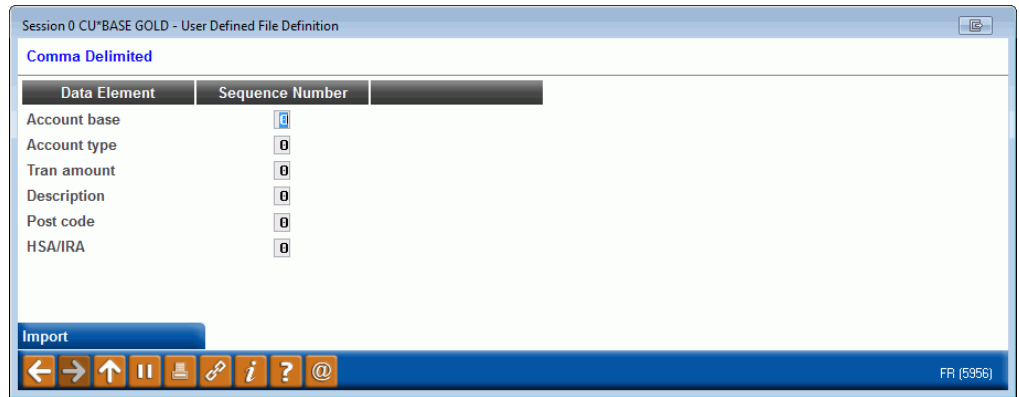 Session 0 CU*BASE GOLD - User Defined File Definition
Comma Delimited
Data Element Sequence Number
Account base 0
Account type 0
Tran amount 0
Description 0
Post code 0
HSA/IRA 0
Import
i ? @
FR (5956)